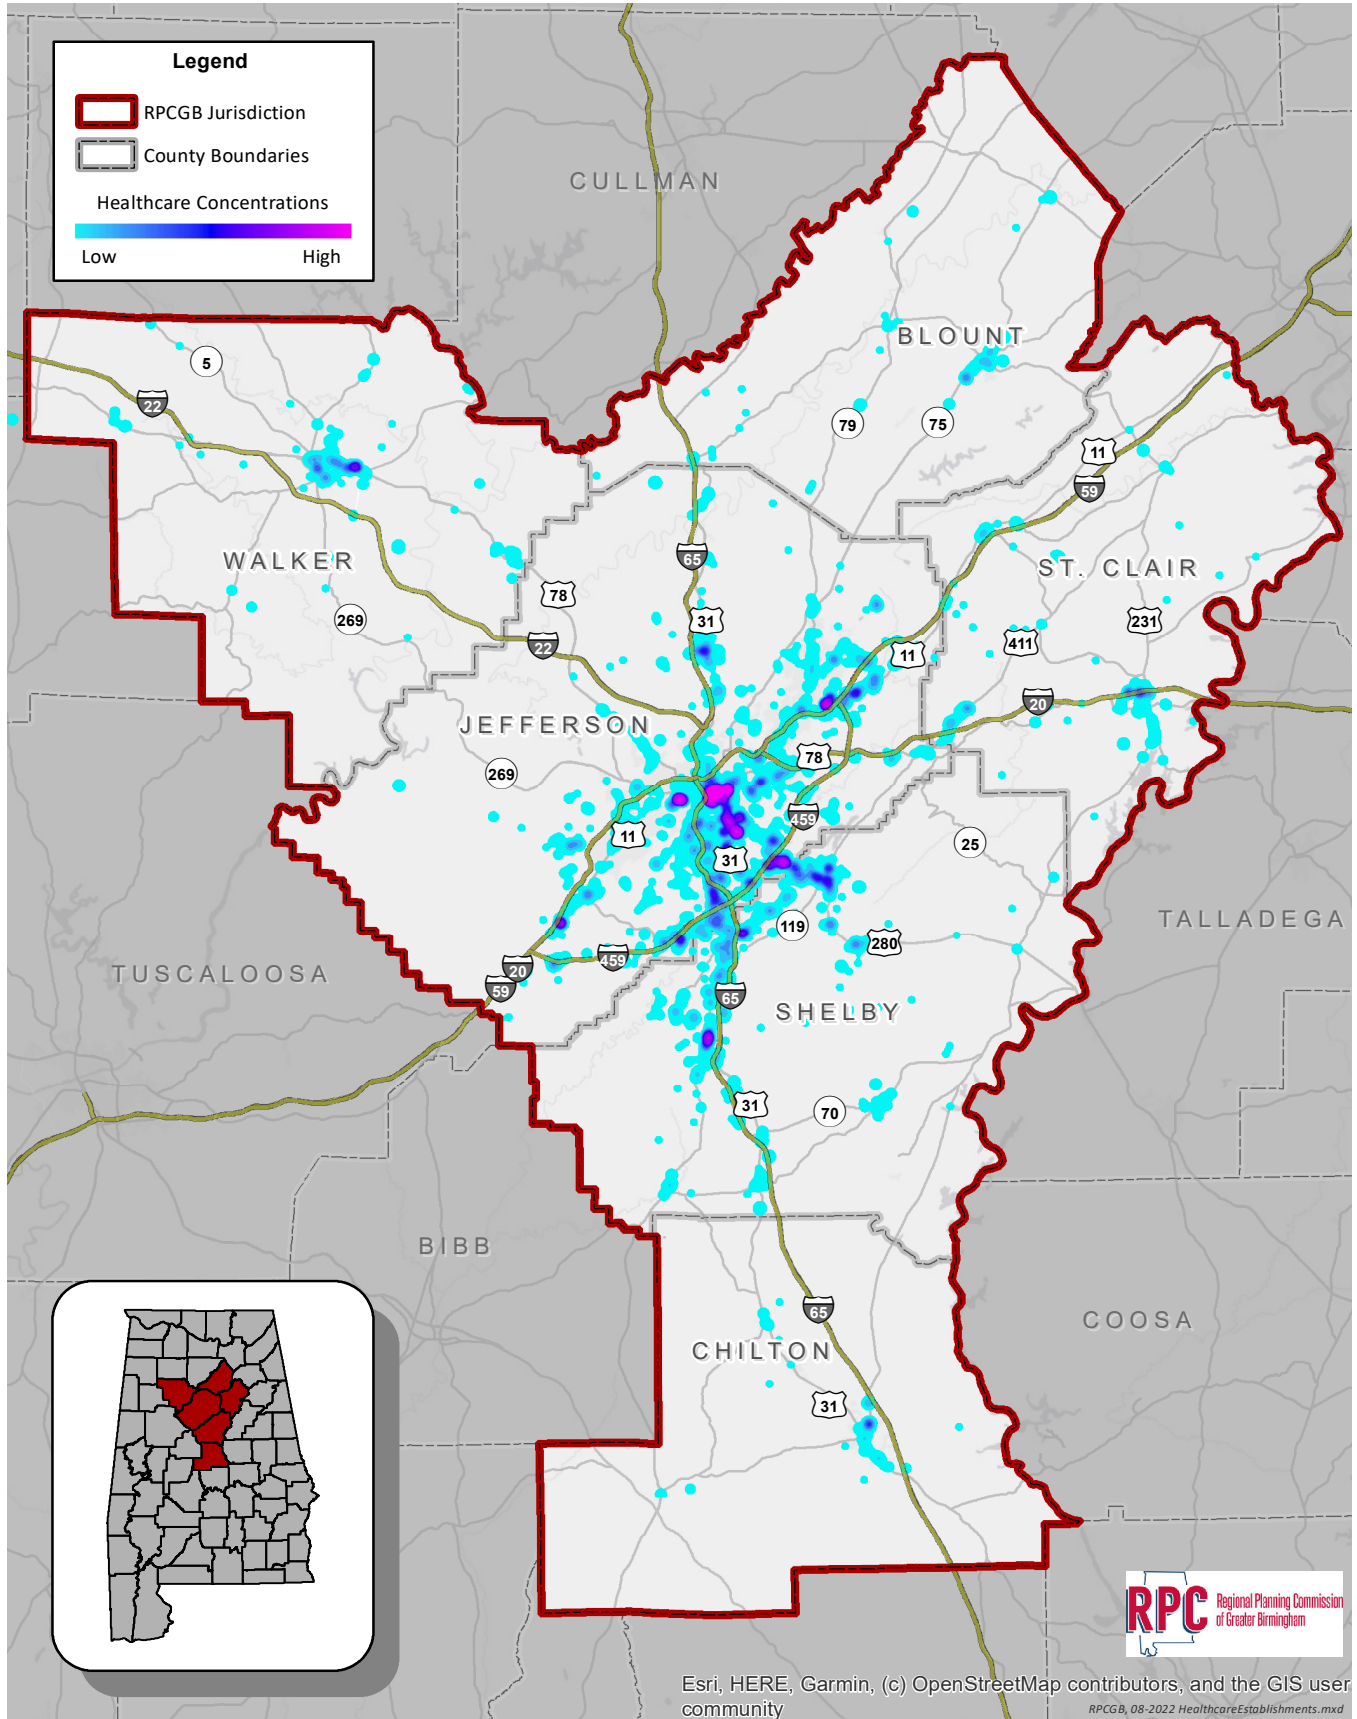 Legend
RPCGB Jurisdiction
County Boundaries
Healthcare Concentrations
Low High
CULLMAN
BLOUNT
5
22
79
75
11
59
WALKER
65
ST. CLAIR
78
269
31
231
411
22
11
20
JEFFERSON
78
269
459
11
31
25
119
280
TALLADEGA
459
20
59
TUSCALOOSA
65
SHELBY
31
70
BIBB
65
COOSA
CHILTON
31
RPC
Regional Planning Commission
of Greater Birmingham
Esri, HERE, Garmin, (c) OpenStreetMap contributors, and the GIS user
community
RPCGB, 08-2022 HealthcareEstablishments.mxd